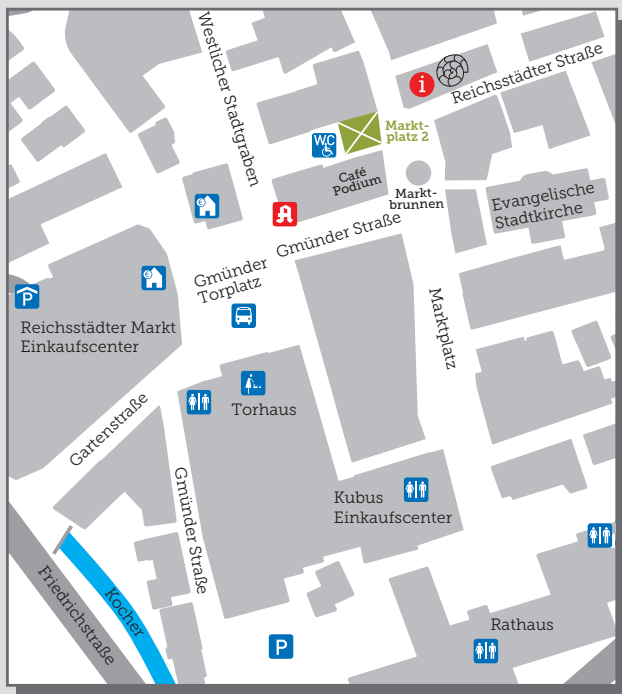 Westlicher Stadtgraben
i
Reichsstädter Straße
WC
Markt-
platz 2
Café
Podium
Markt-
brunnen
Evangelische
Stadtkirche
€
A
Gmünder Straße
Gmünder
Torplatz
€
P
Reichsstädter Markt
Einkaufscenter
Marktplatz
Torhaus
Gartenstraße
Gmünder Straße
Kubus
Einkaufscenter
Friedrichstraße
Kocher
P
Rathaus